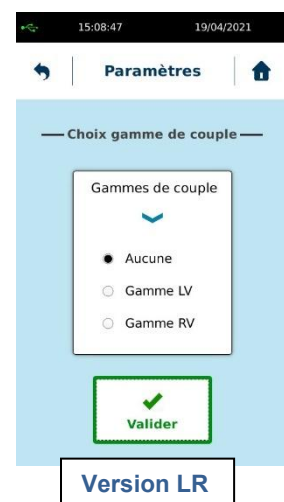 15:08:47 19/04/2021
Paramètres
Choix gamme de couple
Gammes de couple
Aucune
Gamme LV
Gamme RV
Valider
Version LR